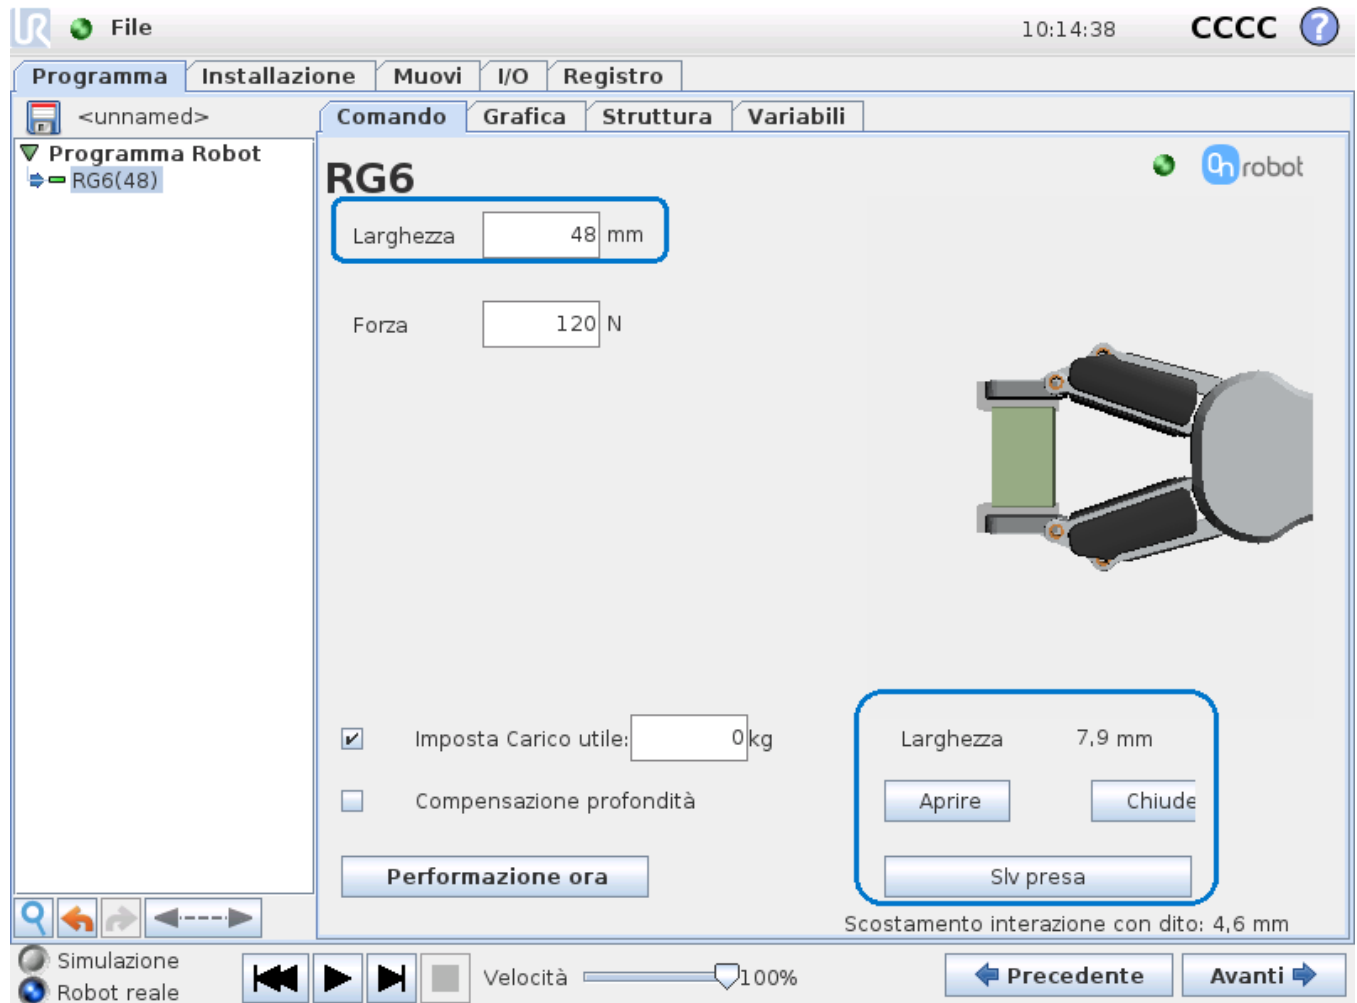 UR File 10:14:38 CCCC ?
Programma Installazione Muovi I/O Registro
<unnamed> Comando Grafica Struttura Variabili
Programma Robot
RG6(48)
RG6
On robot
Larghezza 48 mm
Forza 120 N
Imposta Carico utile: 0 kg
Larghezza 7,9 mm
Compensazione profondità
Aprire Chiude
Performazione ora
Slv presa
Scostamento interazione con dito: 4,6 mm
Simulazione
Robot reale
Velocità 100%
Precedente Avanti